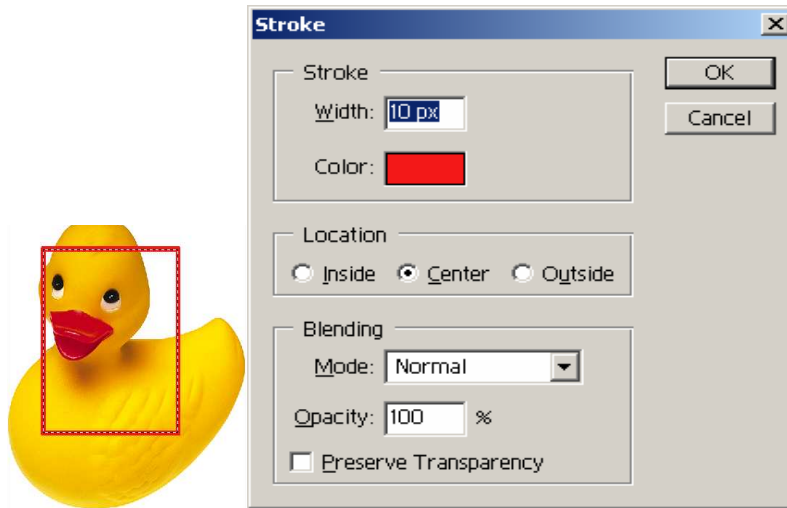 Stroke
Stroke
OK
Width: 10 px
Cancel
Color:
Location
Inside Center Outside
Blending
Mode: Normal
Opacity: 100 %
Preserve Transparency